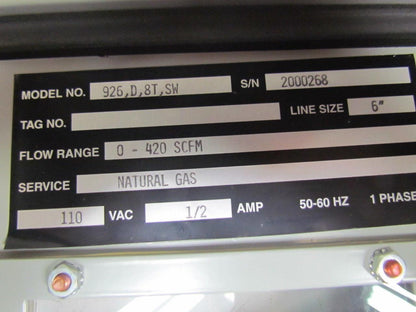 MODEL NO. 926,D,8T,SW S/N 2000268
TAG NO. LINE SIZE 6"
FLOW RANGE 0 - 420 SCFM
SERVICE NATURAL GAS
110 VAC 1/2 AMP 50-60 HZ 1 PHASE